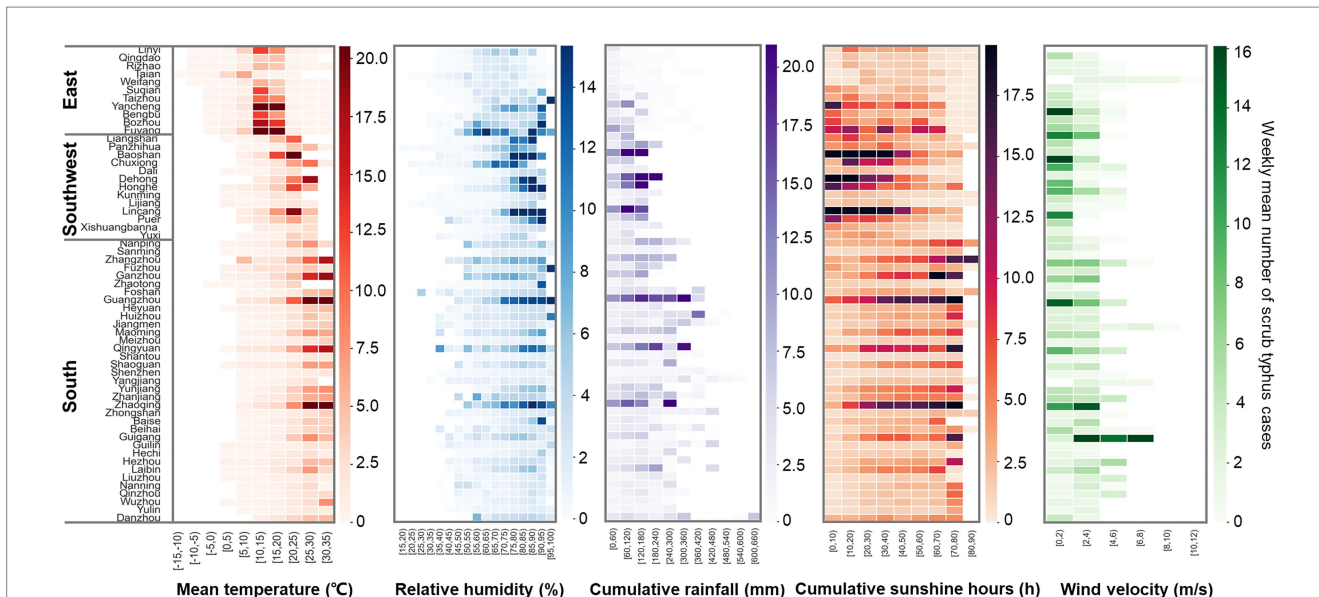 East
Southwest
South
Linyi
Qingdao
Rizhao
Taian
Weifang
Suqian
Taizhou
Yancheng
Bengbu
Bozhou
Fuyang
Liangshan
Panzhihua
Baoshan
Chuxiong
Dali
Dehong
Honghe
Kunming
Lijiang
Lincang
Puer
Xishuangbanna
Yuxi
Nanping
Sanming
Zhangzhou
Fuzhou
Ganzhou
Zhaotong
Foshan
Guangzhou
Heyuan
Huizhou
Jiangmen
Maoming
Meizhou
Qingyuan
Shantou
Shaoguan
Shenzhen
Yangjiang
Yunjiang
Zhanjiang
Zhaoqing
Zhongshan
Baise
Beihai
Guigang
Guilin
Hechi
Hezhou
Laibin
Liuzhou
Nanning
Qinzhou
Wuzhou
Yulin
Danzhou
[-15,-10)
[-10,-5)
[-5,0)
[0,5)
[5,10)
[10,15)
[15,20)
[20,25)
[25,30)
[30,35)
Mean temperature (℃)
20.0
17.5
15.0
12.5
10.0
7.5
5.0
2.5
0
[15,20)
[20,25)
[25,30)
[30,35)
[35,40)
[40,45)
[45,50)
[50,55)
[55,60)
[60,65)
[65,70)
[70,75)
[75,80)
[80,85)
[85,90)
[90,95)
[95,100)
Relative humidity (%)
14
12
10
8
6
4
2
0
[0,60)
[60,120)
[120,180)
[180,240)
[240,300)
[300,360)
[360,420)
[420,480)
[480,540)
[540,600)
[600,660)
Cumulative rainfall (mm)
20.0
17.5
15.0
12.5
10.0
7.5
5.0
2.5
0
[0,10)
[10,20)
[20,30)
[30,40)
[40,50)
[50,60)
[60,70)
[70,80)
[80,90)
Cumulative sunshine hours (h)
17.5
15.0
12.5
10.0
7.5
5.0
2.5
0
[0,2)
[2,4)
[4,6)
[6,8)
[8,10)
[10,12)
Wind velocity (m/s)
16
14
12
10
8
6
4
2
0
Weekly mean number of scrub typhus cases